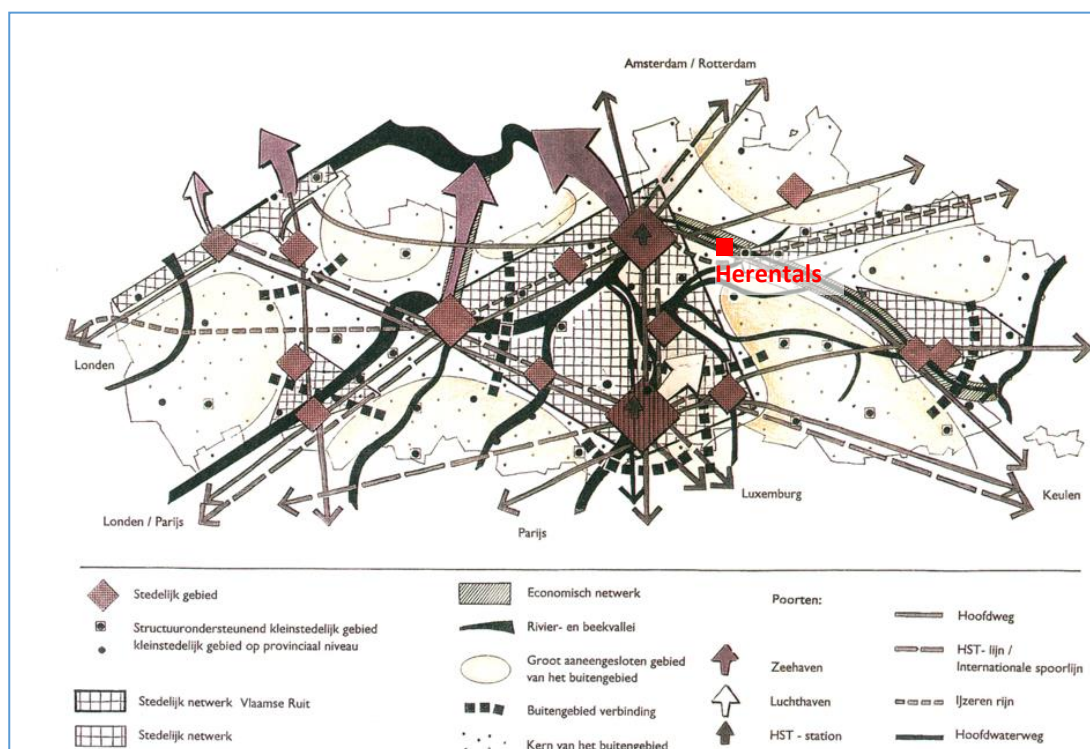 Amsterdam / Rotterdam
Herentals
Londen
Londen / Parijs
Parijs
Luxemburg
Keulen
Stedelijk gebied
Structuurondersteunend kleinstedelijk gebied
kleinstedelijk gebied op provinciaal niveau
Stedelijk netwerk Vlaamse Ruit
Stedelijk netwerk
Economisch netwerk
Rivier- en beekvallei
Groot aaneengesloten gebied
van het buitengebied
Buitengebied verbinding
Kern van het buitengebied
Poorten:
Zeehaven
Luchthaven
HST - station
Hoofdweg
HST- lijn /
Internationale spoorlijn
IJzeren rijn
Hoofdwaterweg